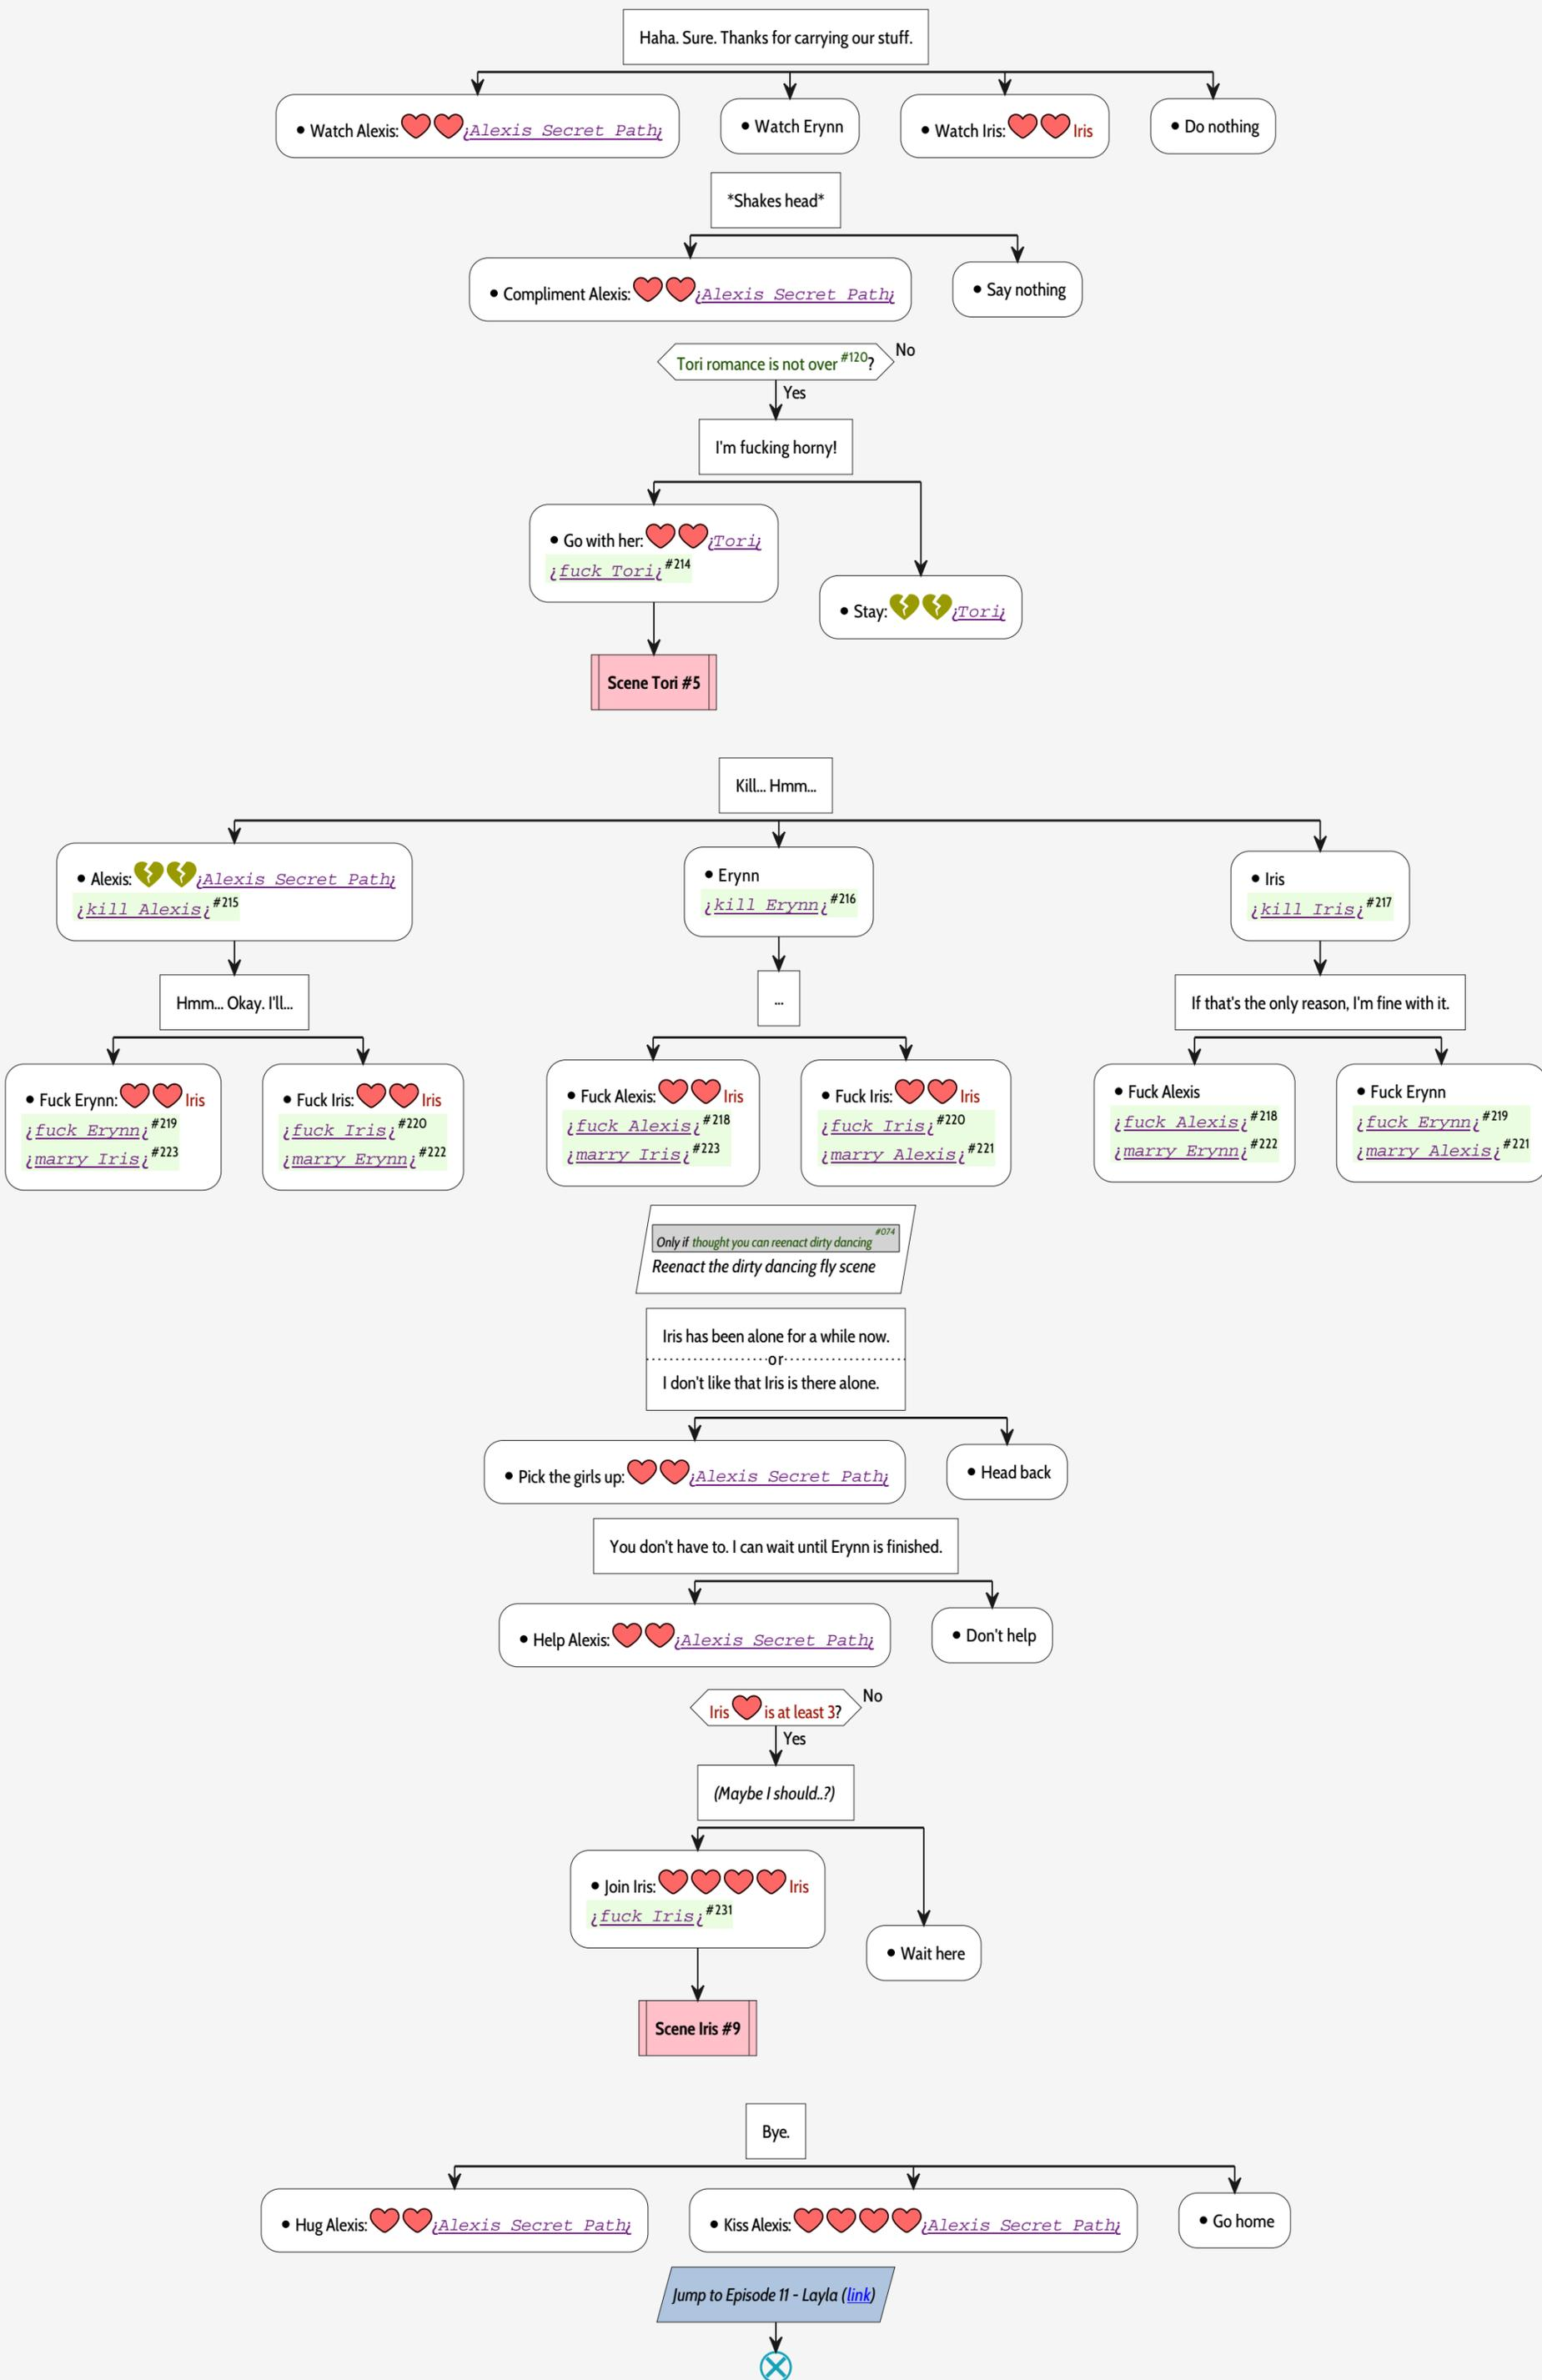 Haha. Sure. Thanks for carrying our stuff.
• Watch Alexis: ¿Alexis Secret Path¿
• Watch Erynn
• Watch Iris: Iris
• Do nothing
*Shakes head*
• Compliment Alexis: ¿Alexis Secret Path¿
• Say nothing
Tori romance is not over #120?
No
Yes
I'm fucking horny!
• Go with her: ¿Tori¿
¿fuck Tori¿ #214
• Stay: ¿Tori¿
Scene Tori #5
Kill... Hmm...
• Alexis: ¿Alexis Secret Path¿
¿kill Alexis¿ #215
• Erynn
¿kill Erynn¿ #216
• Iris
¿kill Iris¿ #217
Hmm... Okay. I'll...
...
If that's the only reason, I'm fine with it.
• Fuck Erynn: Iris
¿fuck Erynn¿ #219
¿marry Iris¿ #223
• Fuck Iris: Iris
¿fuck Iris¿ #220
¿marry Erynn¿ #222
• Fuck Alexis: Iris
¿fuck Alexis¿ #218
¿marry Iris¿ #223
• Fuck Iris: Iris
¿fuck Iris¿ #220
¿marry Alexis¿ #221
• Fuck Alexis
¿fuck Alexis¿ #218
¿marry Erynn¿ #222
• Fuck Erynn
¿fuck Erynn¿ #219
¿marry Alexis¿ #221
Only if thought you can reenact dirty dancing #074
Reenact the dirty dancing fly scene
Iris has been alone for a while now.
or
I don't like that Iris is there alone.
• Pick the girls up: ¿Alexis Secret Path¿
• Head back
You don't have to. I can wait until Erynn is finished.
• Help Alexis: ¿Alexis Secret Path¿
• Don't help
Iris is at least 3?
No
Yes
(Maybe I should..?)
• Join Iris: Iris
¿fuck Iris¿ #231
• Wait here
Scene Iris #9
Bye.
• Hug Alexis: ¿Alexis Secret Path¿
• Kiss Alexis: ¿Alexis Secret Path¿
• Go home
Jump to Episode 11 - Layla (link)